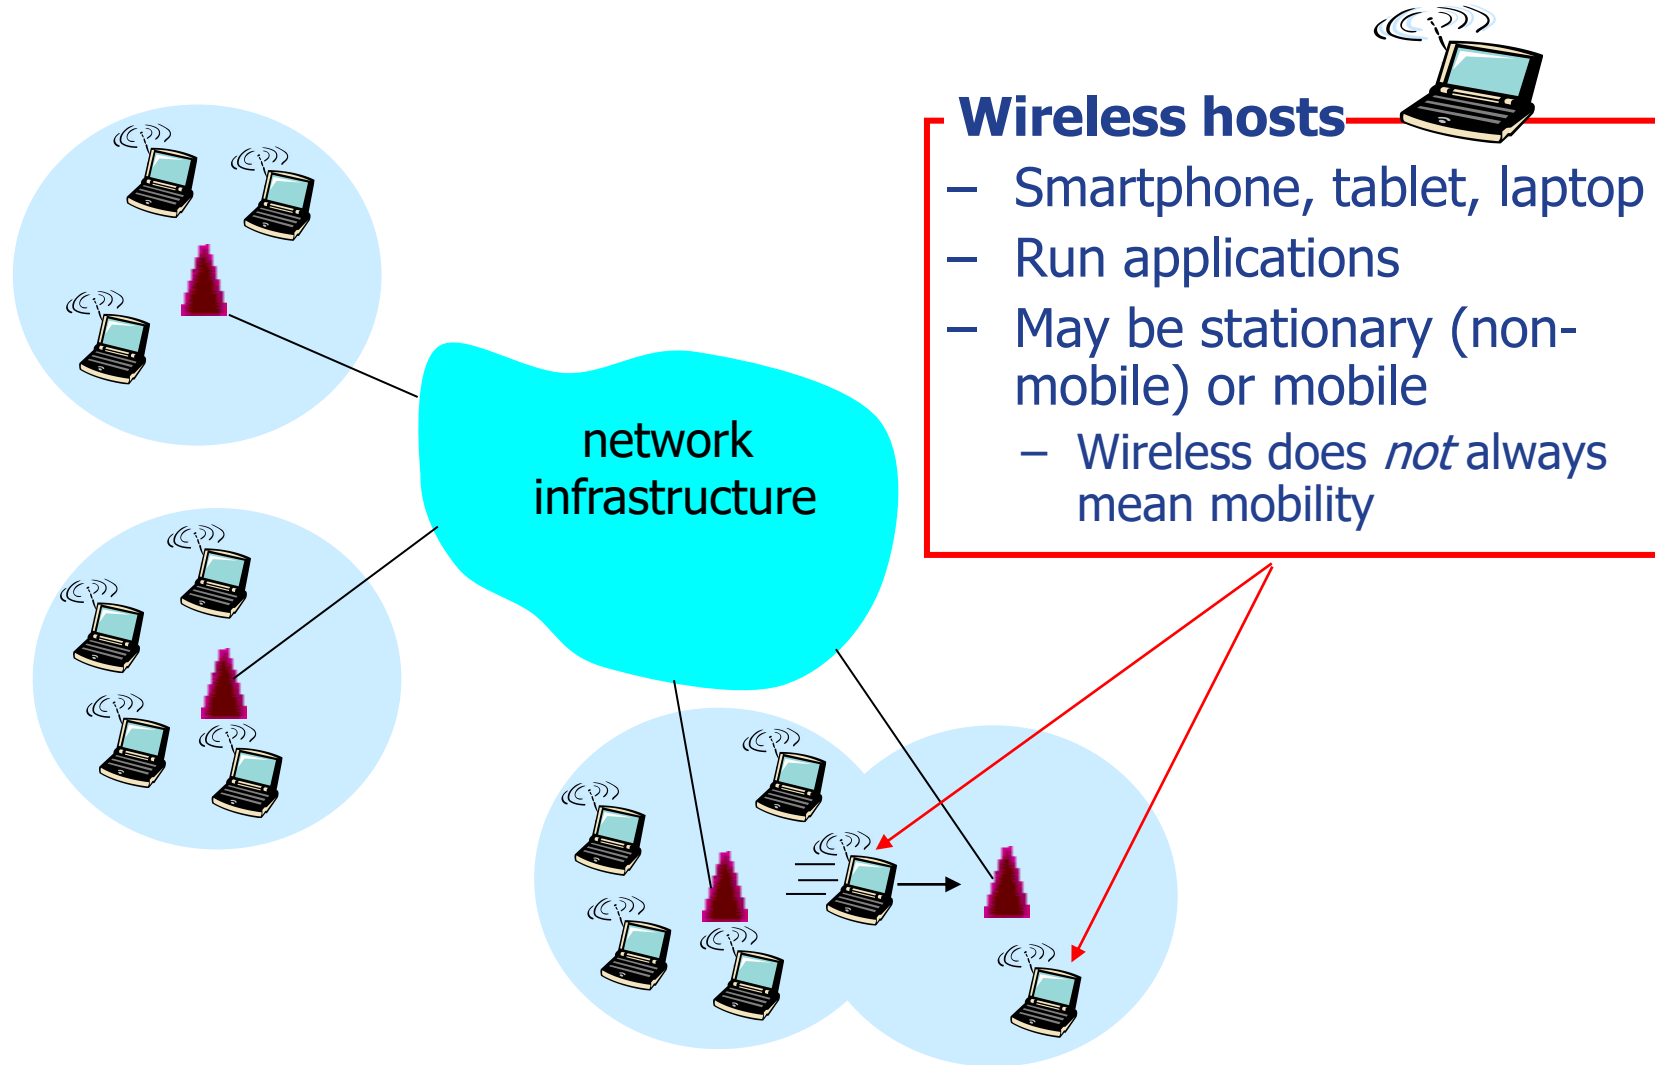 Wireless hosts
– Smartphone, tablet, laptop
– Run applications
– May be stationary (non-
mobile) or mobile
– Wireless does not always
mean mobility
network
infrastructure